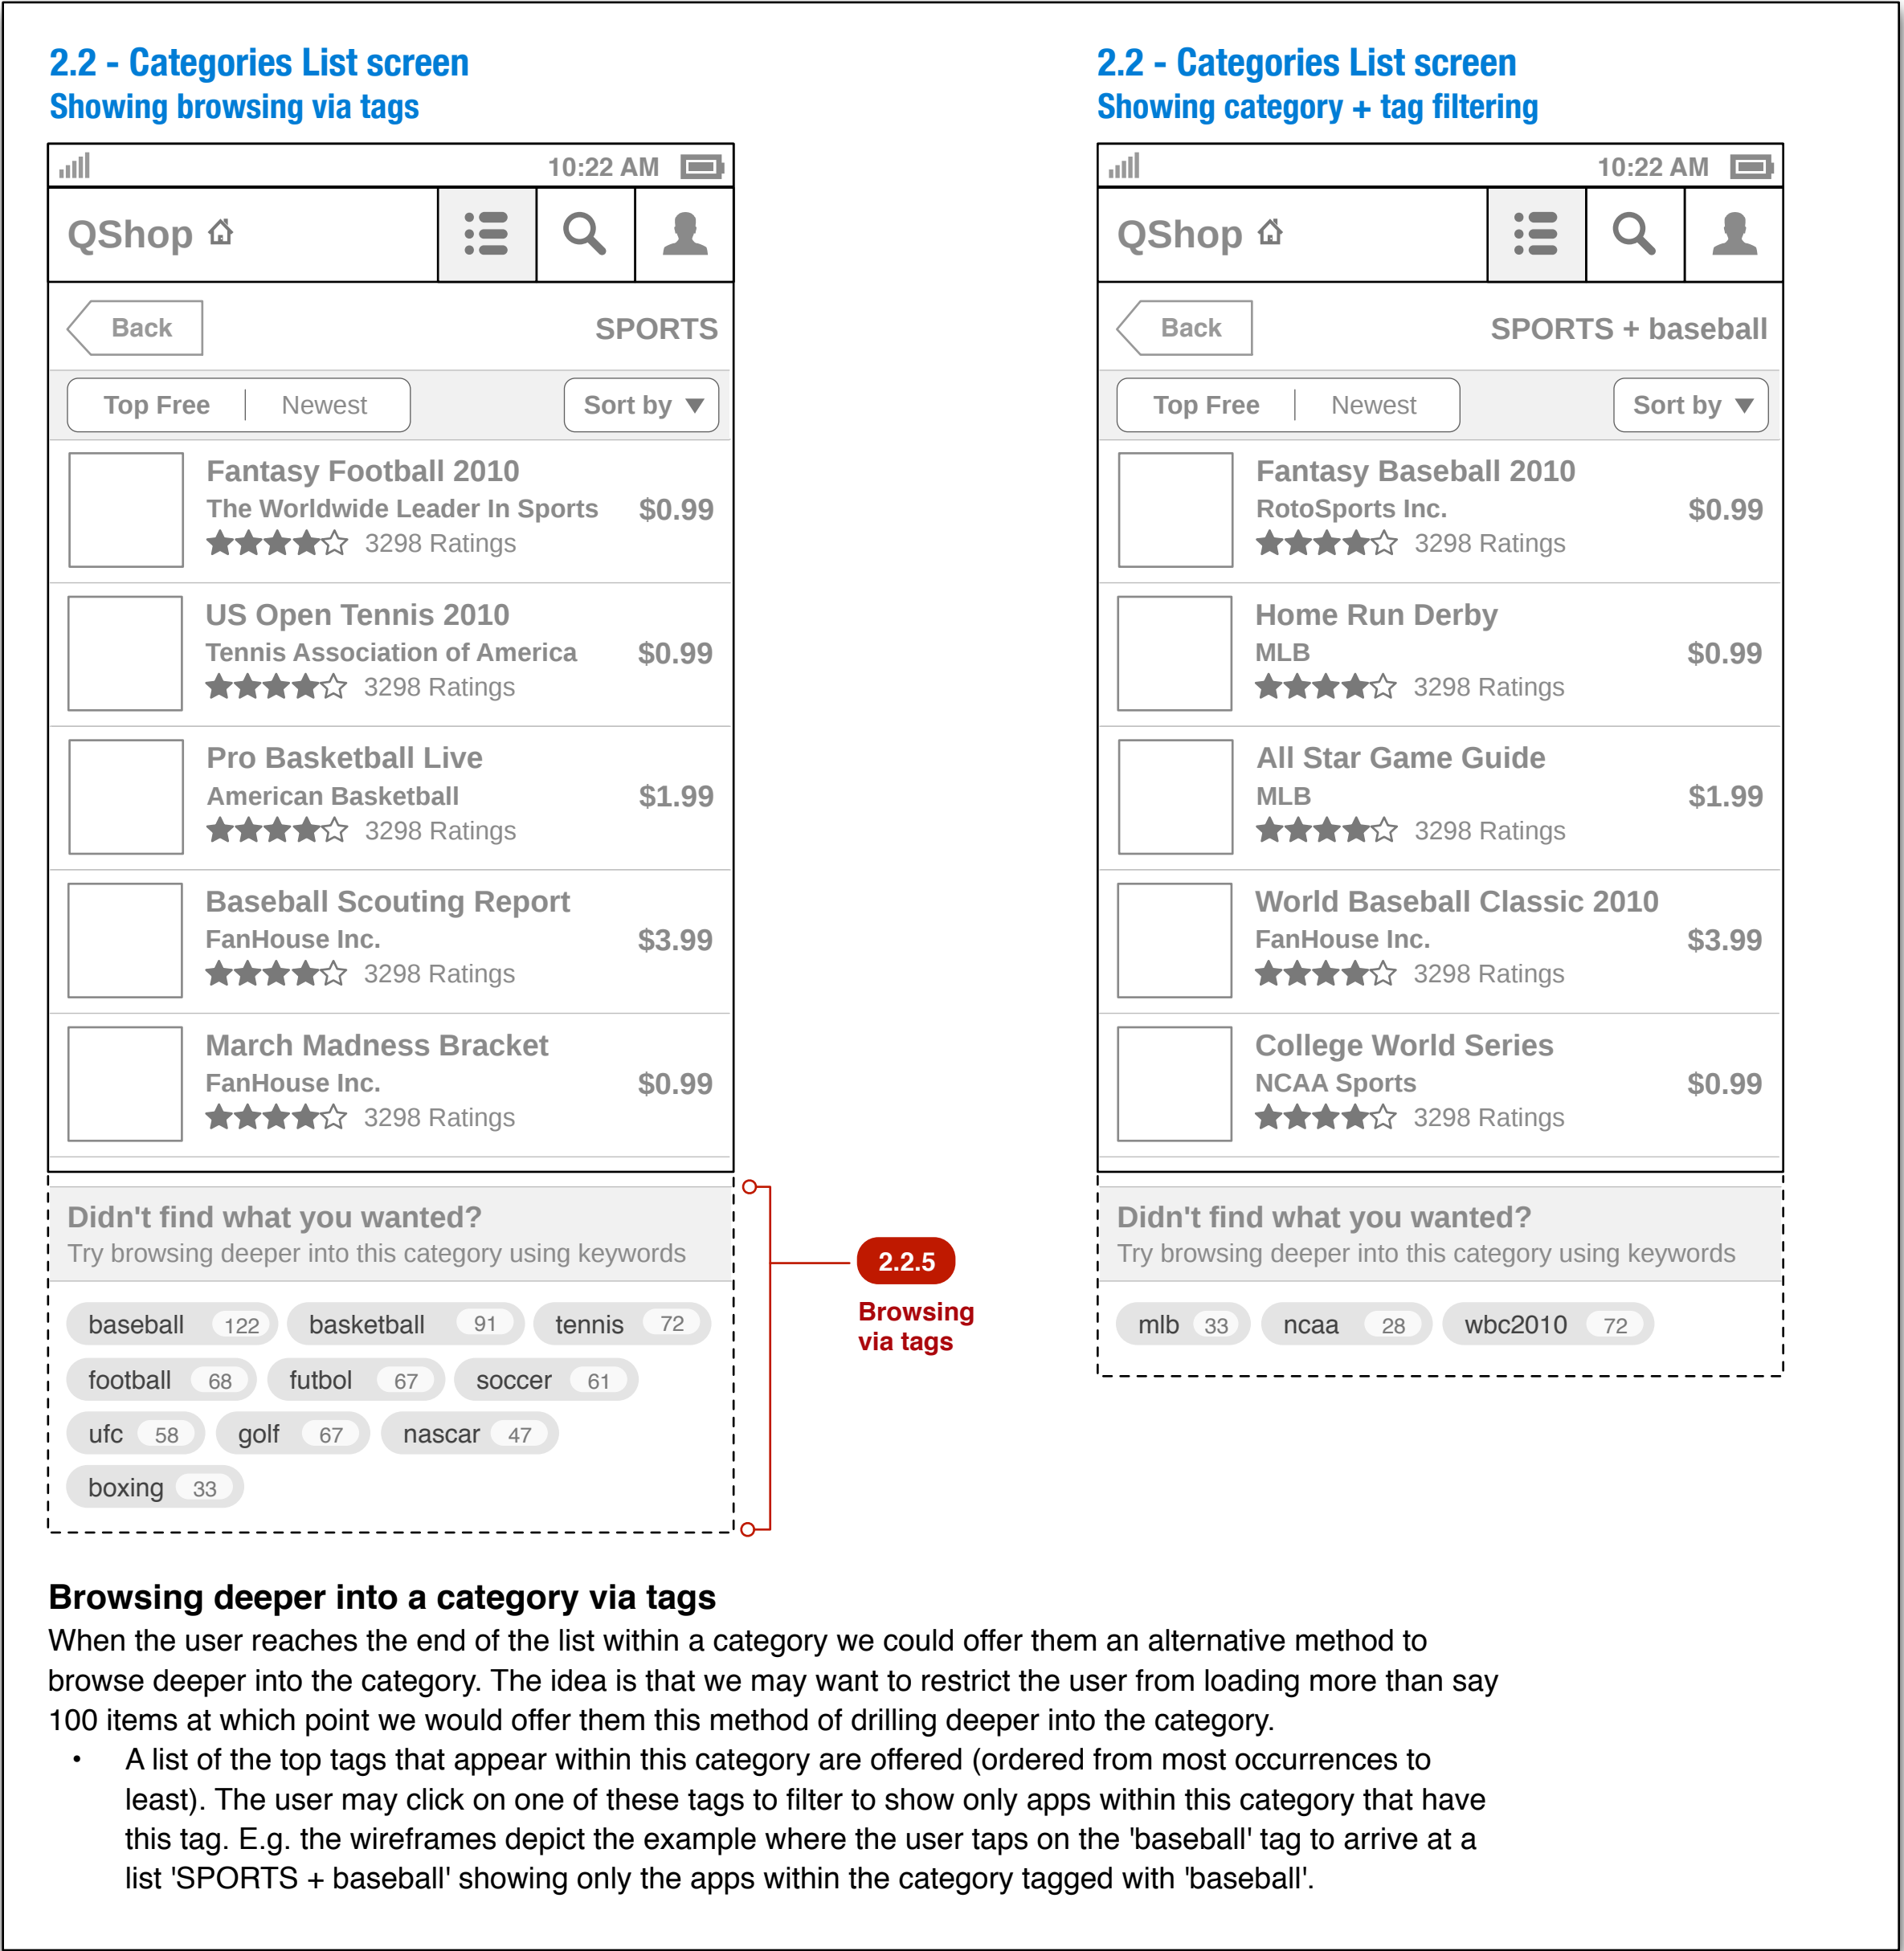 2.2 - Categories List screen
Showing browsing via tags
10:22 AM
QShop
Back
SPORTS
Top Free
Newest
Sort by
Fantasy Football 2010
The Worldwide Leader In Sports
$0.99
3298 Ratings
US Open Tennis 2010
Tennis Association of America
$0.99
3298 Ratings
Pro Basketball Live
American Basketball
$1.99
3298 Ratings
Baseball Scouting Report
FanHouse Inc.
$3.99
3298 Ratings
March Madness Bracket
FanHouse Inc.
$0.99
3298 Ratings
Didn't find what you wanted?
Try browsing deeper into this category using keywords
baseball 122 basketball 91 tennis 72
football 68 futbol 67 soccer 61
ufc 58 golf 67 nascar 47
boxing 33
2.2.5
Browsing
via tags
2.2 - Categories List screen
Showing category + tag filtering
10:22 AM
QShop
Back
SPORTS + baseball
Top Free
Newest
Sort by
Fantasy Baseball 2010
RotoSports Inc.
$0.99
3298 Ratings
Home Run Derby
MLB
$0.99
3298 Ratings
All Star Game Guide
MLB
$1.99
3298 Ratings
World Baseball Classic 2010
FanHouse Inc.
$3.99
3298 Ratings
College World Series
NCAA Sports
$0.99
3298 Ratings
Didn't find what you wanted?
Try browsing deeper into this category using keywords
mlb 33 ncaa 28 wbc2010 72
Browsing deeper into a category via tags
When the user reaches the end of the list within a category we could offer them an alternative method to
browse deeper into the category. The idea is that we may want to restrict the user from loading more than say
100 items at which point we would offer them this method of drilling deeper into the category.
• A list of the top tags that appear within this category are offered (ordered from most occurrences to
least). The user may click on one of these tags to filter to show only apps within this category that have
this tag. E.g. the wireframes depict the example where the user taps on the 'baseball' tag to arrive at a
list 'SPORTS + baseball' showing only the apps within the category tagged with 'baseball'.